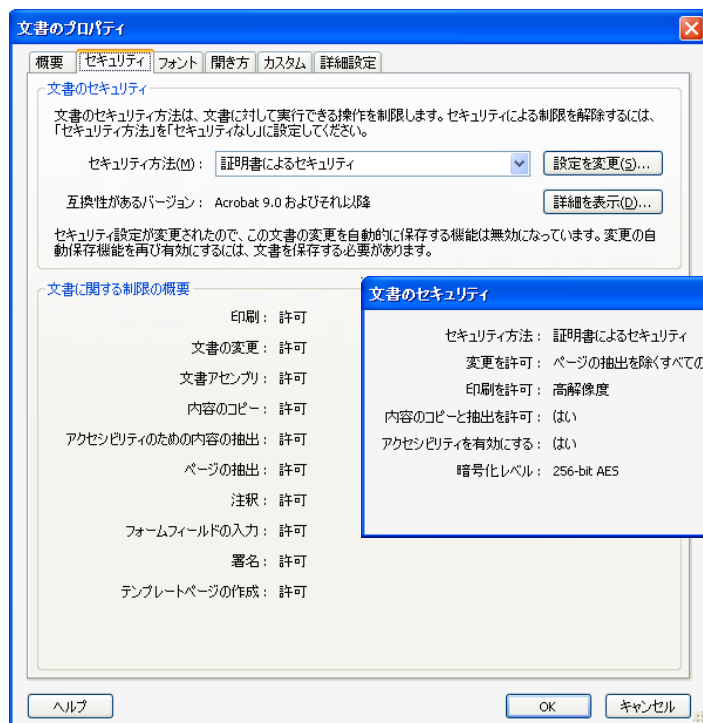 文書のプロパティ
概要 セキュリティ フォント 開き方 カスタム 詳細設定
文書のセキュリティ
文書のセキュリティ方法は、文書に対して実行できる操作を制限します。セキュリティによる制限を解除するには、
「セキュリティ方法」を「セキュリティなし」に設定してください。
セキュリティ方法(M)： 証明書によるセキュリティ 設定を変更(S)...
互換性があるバージョン： Acrobat 9.0 およびそれ以降 詳細を表示(D)...
セキュリティ設定が変更されたので、この文書の変更を自動的に保存する機能は無効になっています。変更の自
動保存機能を再び有効にするには、文書を保存する必要があります。
文書に関する制限の概要
印刷： 許可
文書の変更： 許可
文書アセンブリ： 許可
内容のコピー： 許可
アクセシビリティのための内容の抽出： 許可
ページの抽出： 許可
注釈： 許可
フォームフィールドの入力： 許可
署名： 許可
テンプレートページの作成： 許可
文書のセキュリティ
セキュリティ方法： 証明書によるセキュリティ
変更を許可： ページの抽出を除くすべての
印刷を許可： 高解像度
内容のコピーと抽出を許可： はい
アクセシビリティを有効にする： はい
暗号化レベル： 256-bit AES
ヘルプ OK キャンセル